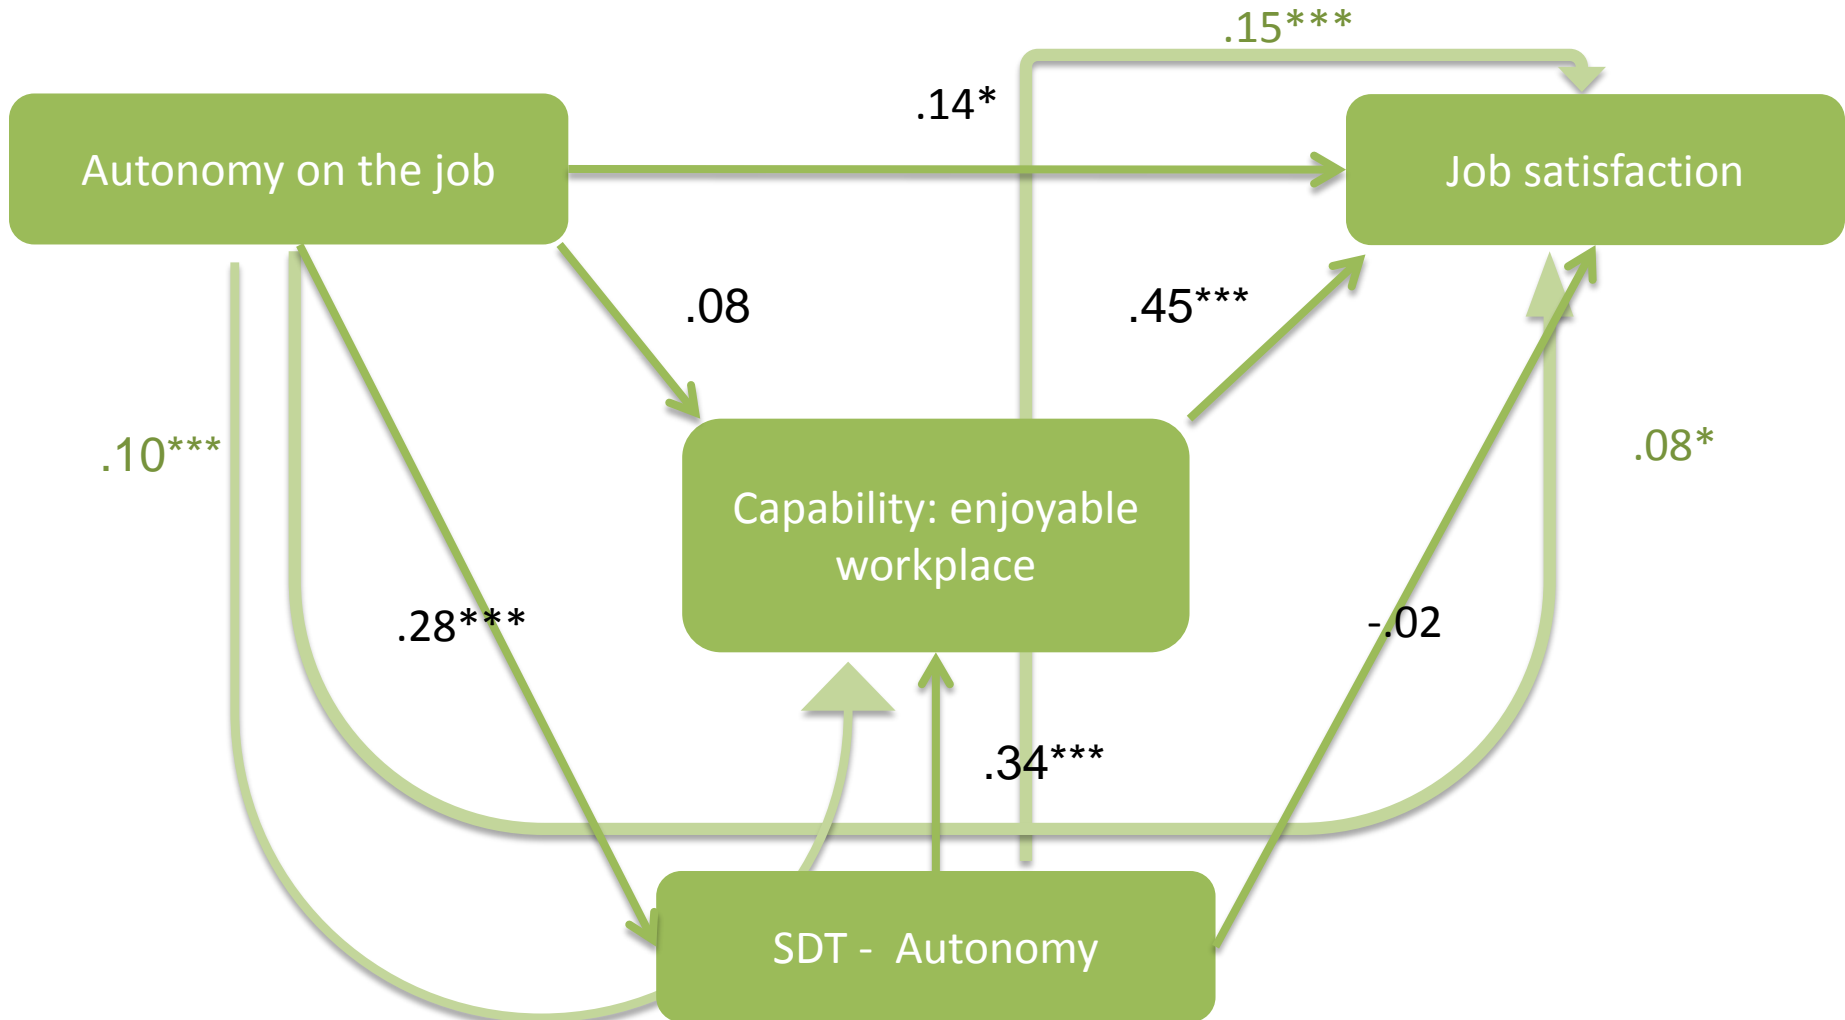 .15***
.14*
Autonomy on the job
Job satisfaction
.08
.45***
.10***
.08*
Capability: enjoyable
workplace
.28***
-.02
.34***
SDT - Autonomy